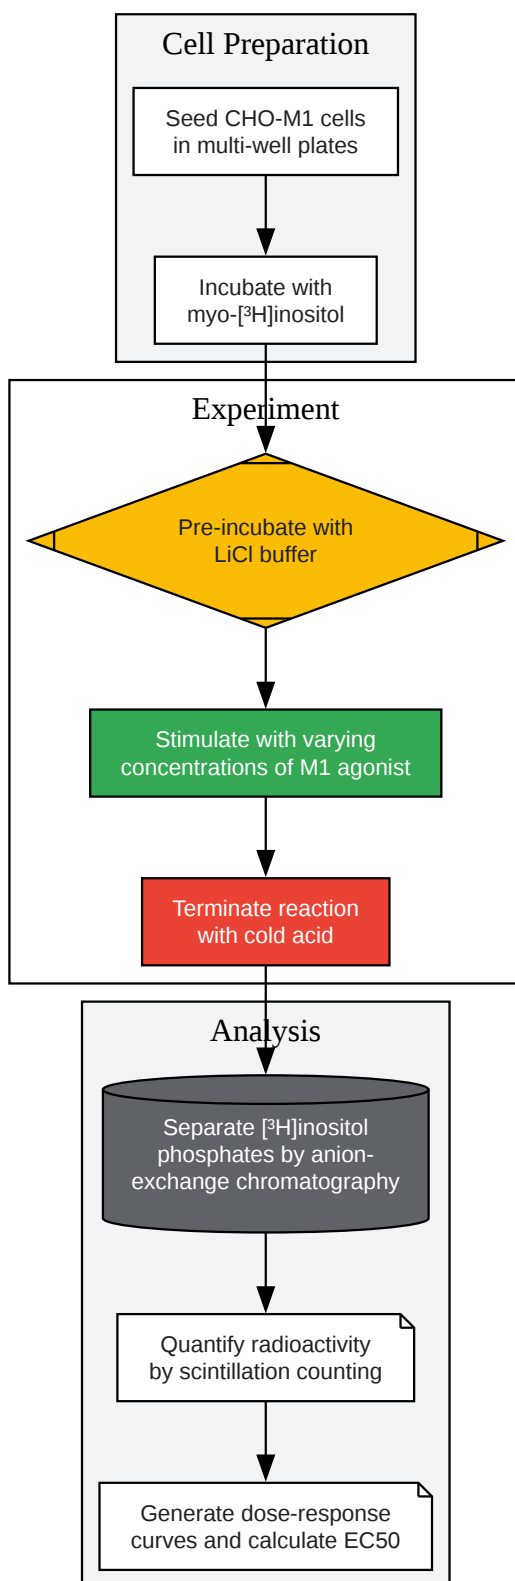 Cell Preparation
Seed CHO-M1 cells
in multi-well plates
Incubate with
myo-[³H]inositol
Experiment
Pre-incubate with
LiCl buffer
Stimulate with varying
concentrations of M1 agonist
Terminate reaction
with cold acid
Analysis
Separate [³H]inositol
phosphates by anion-
exchange chromatography
Quantify radioactivity
by scintillation counting
Generate dose-response
curves and calculate EC50